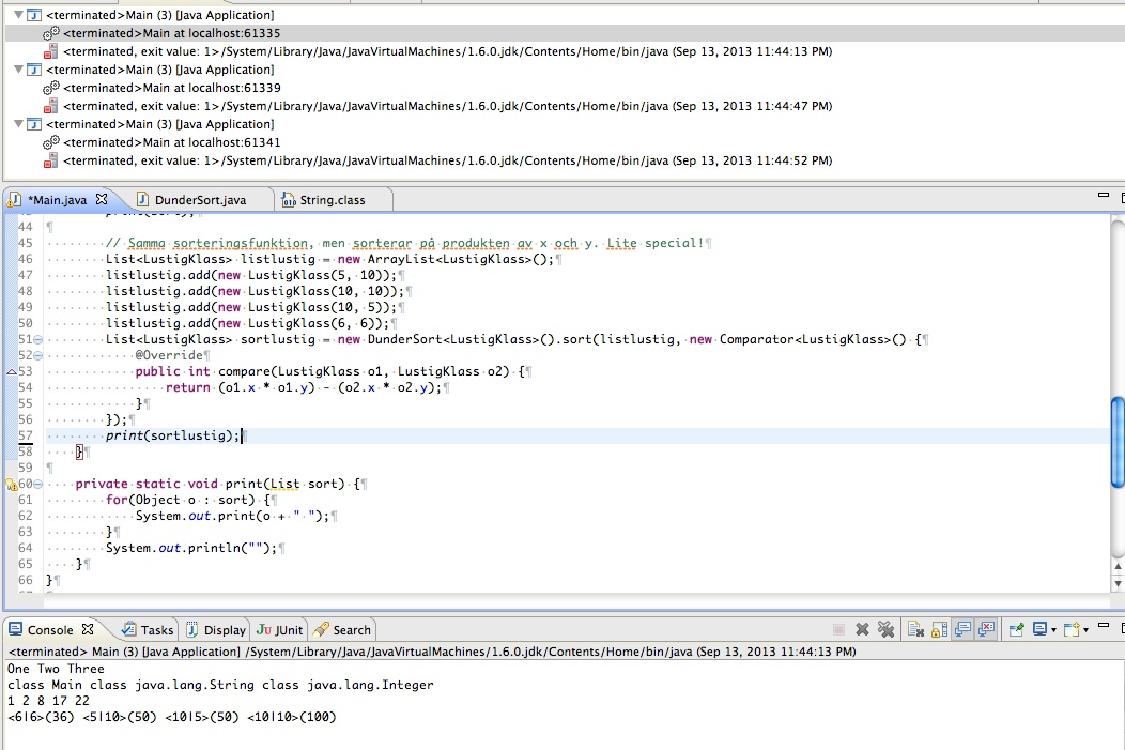 <terminated>Main (3) [Java Application]
<terminated>Main at localhost:61335
<terminated, exit value: 1>/System/Library/Java/JavaVirtualMachines/1.6.0.jdk/Contents/Home/bin/java (Sep 13, 2013 11:44:13 PM)
<terminated>Main (3) [Java Application]
<terminated>Main at localhost:61339
<terminated, exit value: 1>/System/Library/Java/JavaVirtualMachines/1.6.0.jdk/Contents/Home/bin/java (Sep 13, 2013 11:44:47 PM)
<terminated>Main (3) [Java Application]
<terminated>Main at localhost:61341
<terminated, exit value: 1>/System/Library/Java/JavaVirtualMachines/1.6.0.jdk/Contents/Home/bin/java (Sep 13, 2013 11:44:52 PM)
*Main.java DunderSort.java String.class
44
45 // Samma sorteringsfunktion, men sorterar på produkten av x och y. Lite special!
46 List<LustigKlass> listlustig = new ArrayList<LustigKlass>();
47 listlustig.add(new LustigKlass(5, 10));
48 listlustig.add(new LustigKlass(10, 10));
49 listlustig.add(new LustigKlass(10, 5));
50 listlustig.add(new LustigKlass(6, 6));
51 List<LustigKlass> sortlustig = new DunderSort<LustigKlass>().sort(listlustig, new Comparator<LustigKlass>() {
52 @Override
53 public int compare(LustigKlass o1, LustigKlass o2) {
54 return (o1.x * o1.y) - (o2.x * o2.y);
55 }
56 });
57 print(sortlustig);
58 }
59
60 private static void print(List sort) {
61 for(Object o : sort) {
62 System.out.print(o + " ");
63 }
64 System.out.println("");
65 }
66 }
Console Tasks Display JUnit Search
<terminated> Main (3) [Java Application] /System/Library/Java/JavaVirtualMachines/1.6.0.jdk/Contents/Home/bin/java (Sep 13, 2013 11:44:13 PM)
One Two Three
class Main class java.lang.String class java.lang.Integer
1 2 8 17 22
<6|6>(36) <5|10>(50) <10|5>(50) <10|10>(100)